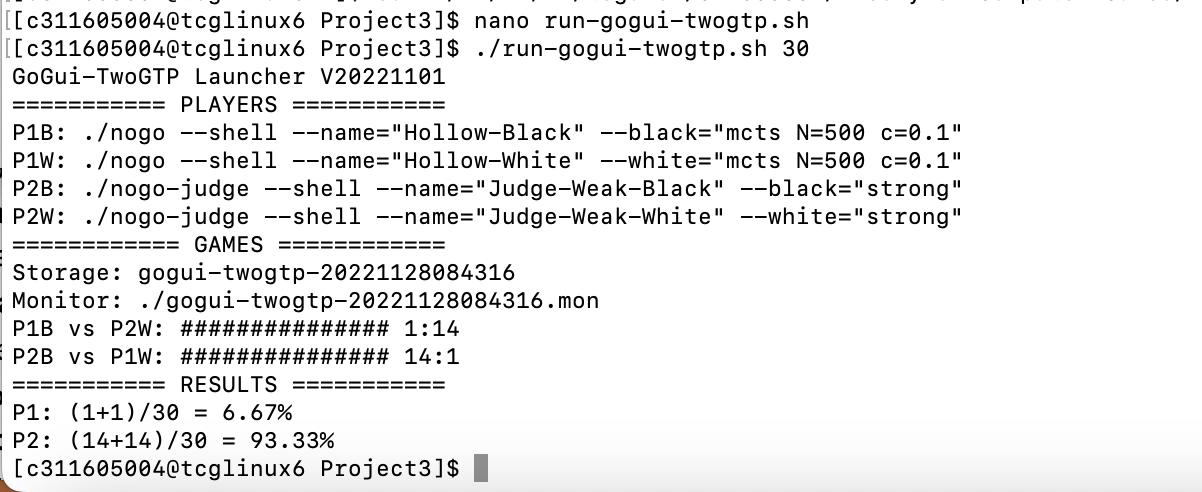 [[c311605004@tcglinux6 Project3]$ nano run-gogui-twogtp.sh
[[c311605004@tcglinux6 Project3]$ ./run-gogui-twogtp.sh 30
GoGui-TwoGTP Launcher V20221101
=========== PLAYERS ===========
P1B: ./nogo --shell --name="Hollow-Black" --black="mcts N=500 c=0.1"
P1W: ./nogo --shell --name="Hollow-White" --white="mcts N=500 c=0.1"
P2B: ./nogo-judge --shell --name="Judge-Weak-Black" --black="strong"
P2W: ./nogo-judge --shell --name="Judge-Weak-White" --white="strong"
============ GAMES ============
Storage: gogui-twogtp-20221128084316
Monitor: ./gogui-twogtp-20221128084316.mon
P1B vs P2W: ############### 1:14
P2B vs P1W: ############### 14:1
=========== RESULTS ===========
P1: (1+1)/30 = 6.67%
P2: (14+14)/30 = 93.33%
[c311605004@tcglinux6 Project3]$